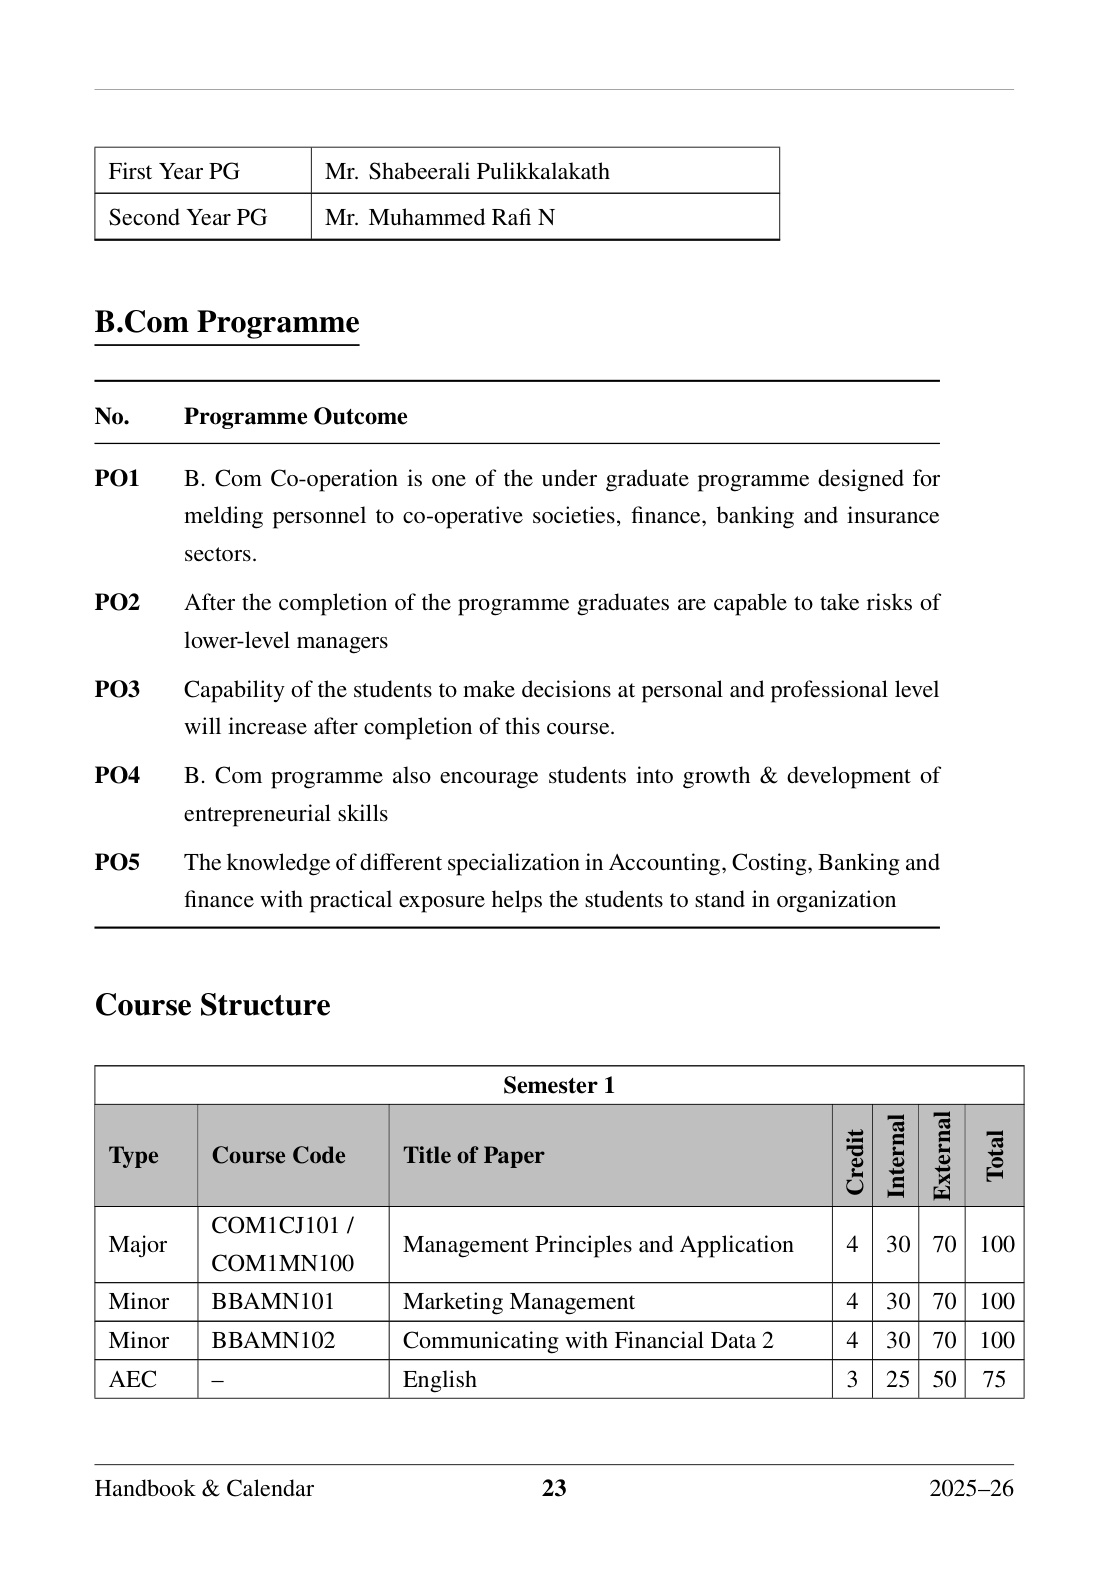 First Year PG Mr. Shabeerali Pulikkalakath
Second Year PG Mr. Muhammed Rafi N
B.Com Programme
No. Programme Outcome
PO1 B. Com Co-operation is one of the under graduate programme designed for
melding personnel to co-operative societies, finance, banking and insurance
sectors.
PO2 After the completion of the programme graduates are capable to take risks of
lower-level managers
PO3 Capability of the students to make decisions at personal and professional level
will increase after completion of this course.
PO4 B. Com programme also encourage students into growth & development of
entrepreneurial skills
PO5 The knowledge of different specialization in Accounting, Costing, Banking and
finance with practical exposure helps the students to stand in organization
Course Structure
Semester 1
Type Course Code Title of Paper Credit Internal External Total
Major COM1CJ101 / COM1MN100 Management Principles and Application 4 30 70 100
Minor BBAMN101 Marketing Management 4 30 70 100
Minor BBAMN102 Communicating with Financial Data 2 4 30 70 100
AEC – English 3 25 50 75
Handbook & Calendar 23 2025–26